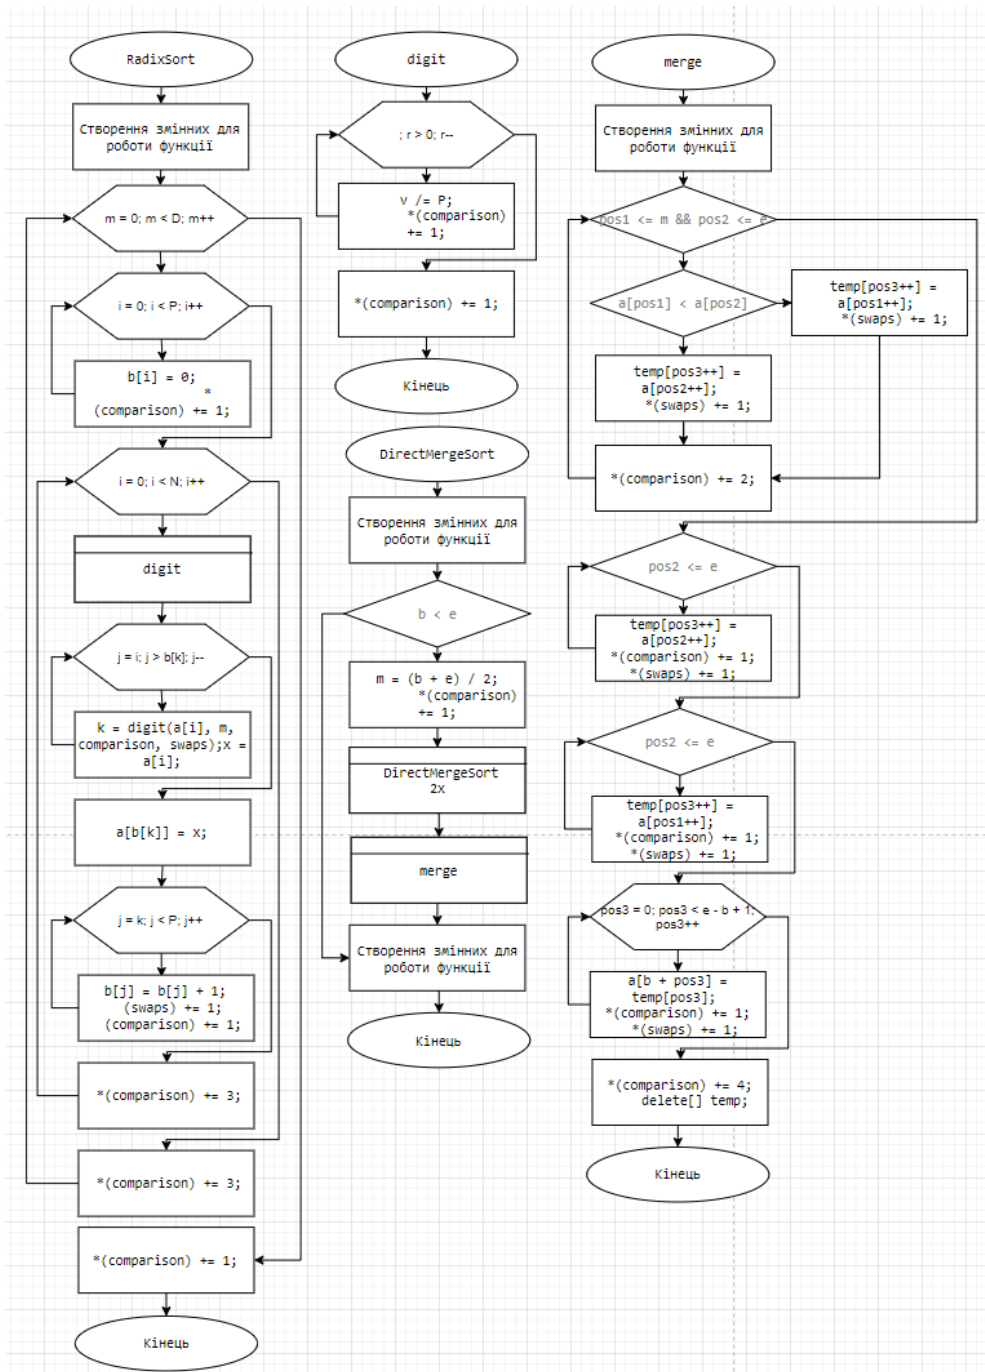 RadixSort
Створення змінних для
роботи функції
m = 0; m < D; m++
i = 0; i < P; i++
b[i] = 0;
*
(comparison) += 1;
i = 0; i < N; i++
digit
j = i; j > b[k]; j--
k = digit(a[i], m,
comparison, swaps);x =
a[i];
a[b[k]] = x;
j = k; j < P; j++
b[j] = b[j] + 1;
(swaps) += 1;
(comparison) += 1;
*(comparison) += 3;
*(comparison) += 3;
*(comparison) += 1;
Кінець
digit
; r > 0; r--
v /= P;
*(comparison)
+= 1;
*(comparison) += 1;
Кінець
DirectMergeSort
Створення змінних для
роботи функції
b < e
m = (b + e) / 2;
*(comparison)
+= 1;
DirectMergeSort
2x
merge
Створення змінних для
роботи функції
Кінець
merge
Створення змінних для
роботи функції
pos1 <= m && pos2 <= e
a[pos1] < a[pos2]
temp[pos3++] =
a[pos1++];
*(swaps) += 1;
temp[pos3++] =
a[pos2++];
*(swaps) += 1;
*(comparison) += 2;
pos2 <= e
temp[pos3++] =
a[pos2++];
*(comparison) += 1;
*(swaps) += 1;
pos2 <= e
temp[pos3++] =
a[pos1++];
*(comparison) += 1;
*(swaps) += 1;
pos3 = 0; pos3 < e - b + 1;
pos3++
a[b + pos3] =
temp[pos3];
*(comparison) += 1;
*(swaps) += 1;
*(comparison) += 4;
delete[] temp;
Кінець